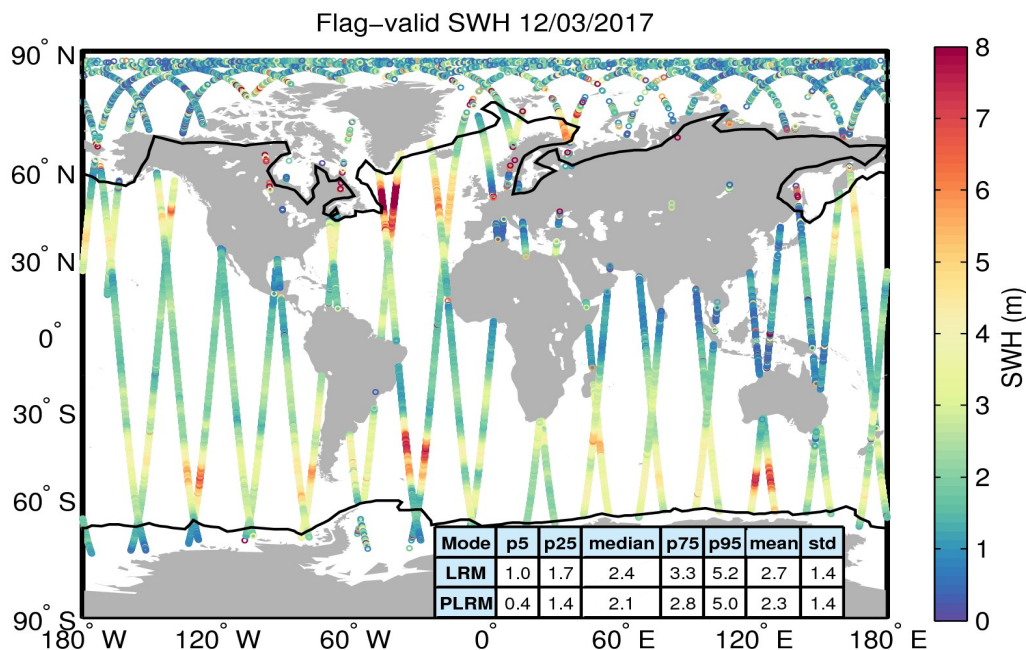 Flag−valid SWH 12/03/2017
90° N
60° N
30° N
0°
30° S
60° S
90° S
180° W
120° W
60° W
0°
60° E
120° E
180° E
8
7
6
5
4
3
2
1
0
SWH (m)
Mode p5 p25 median p75 p95 mean std
LRM 1.0 1.7 2.4 3.3 5.2 2.7 1.4
PLRM 0.4 1.4 2.1 2.8 5.0 2.3 1.4